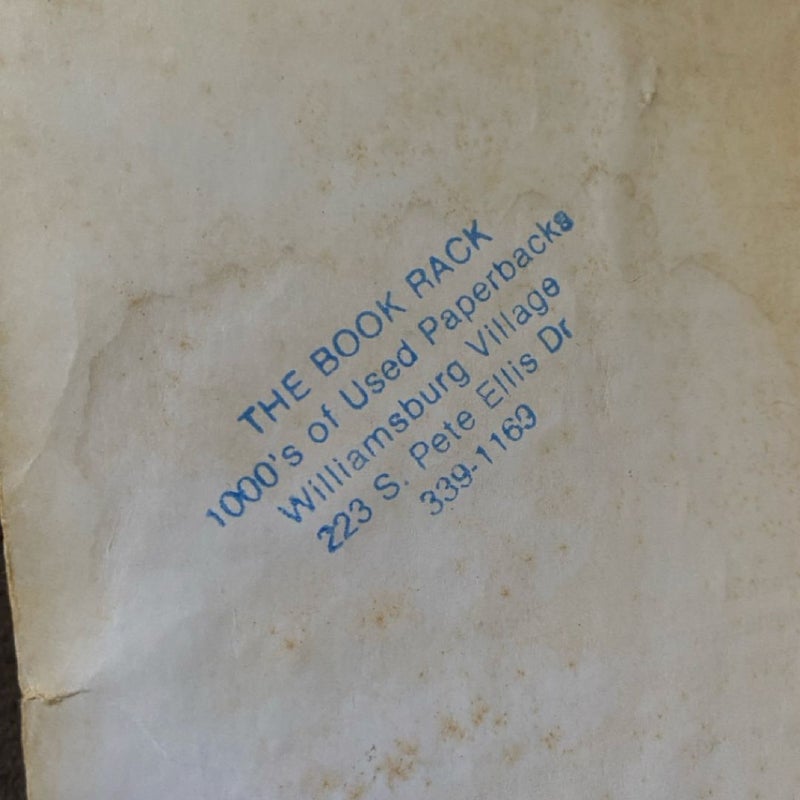 THE BOOK RACK
1000's of Used Paperbacks
Williamsburg Village
223 S. Pete Ellis Dr
339-1169